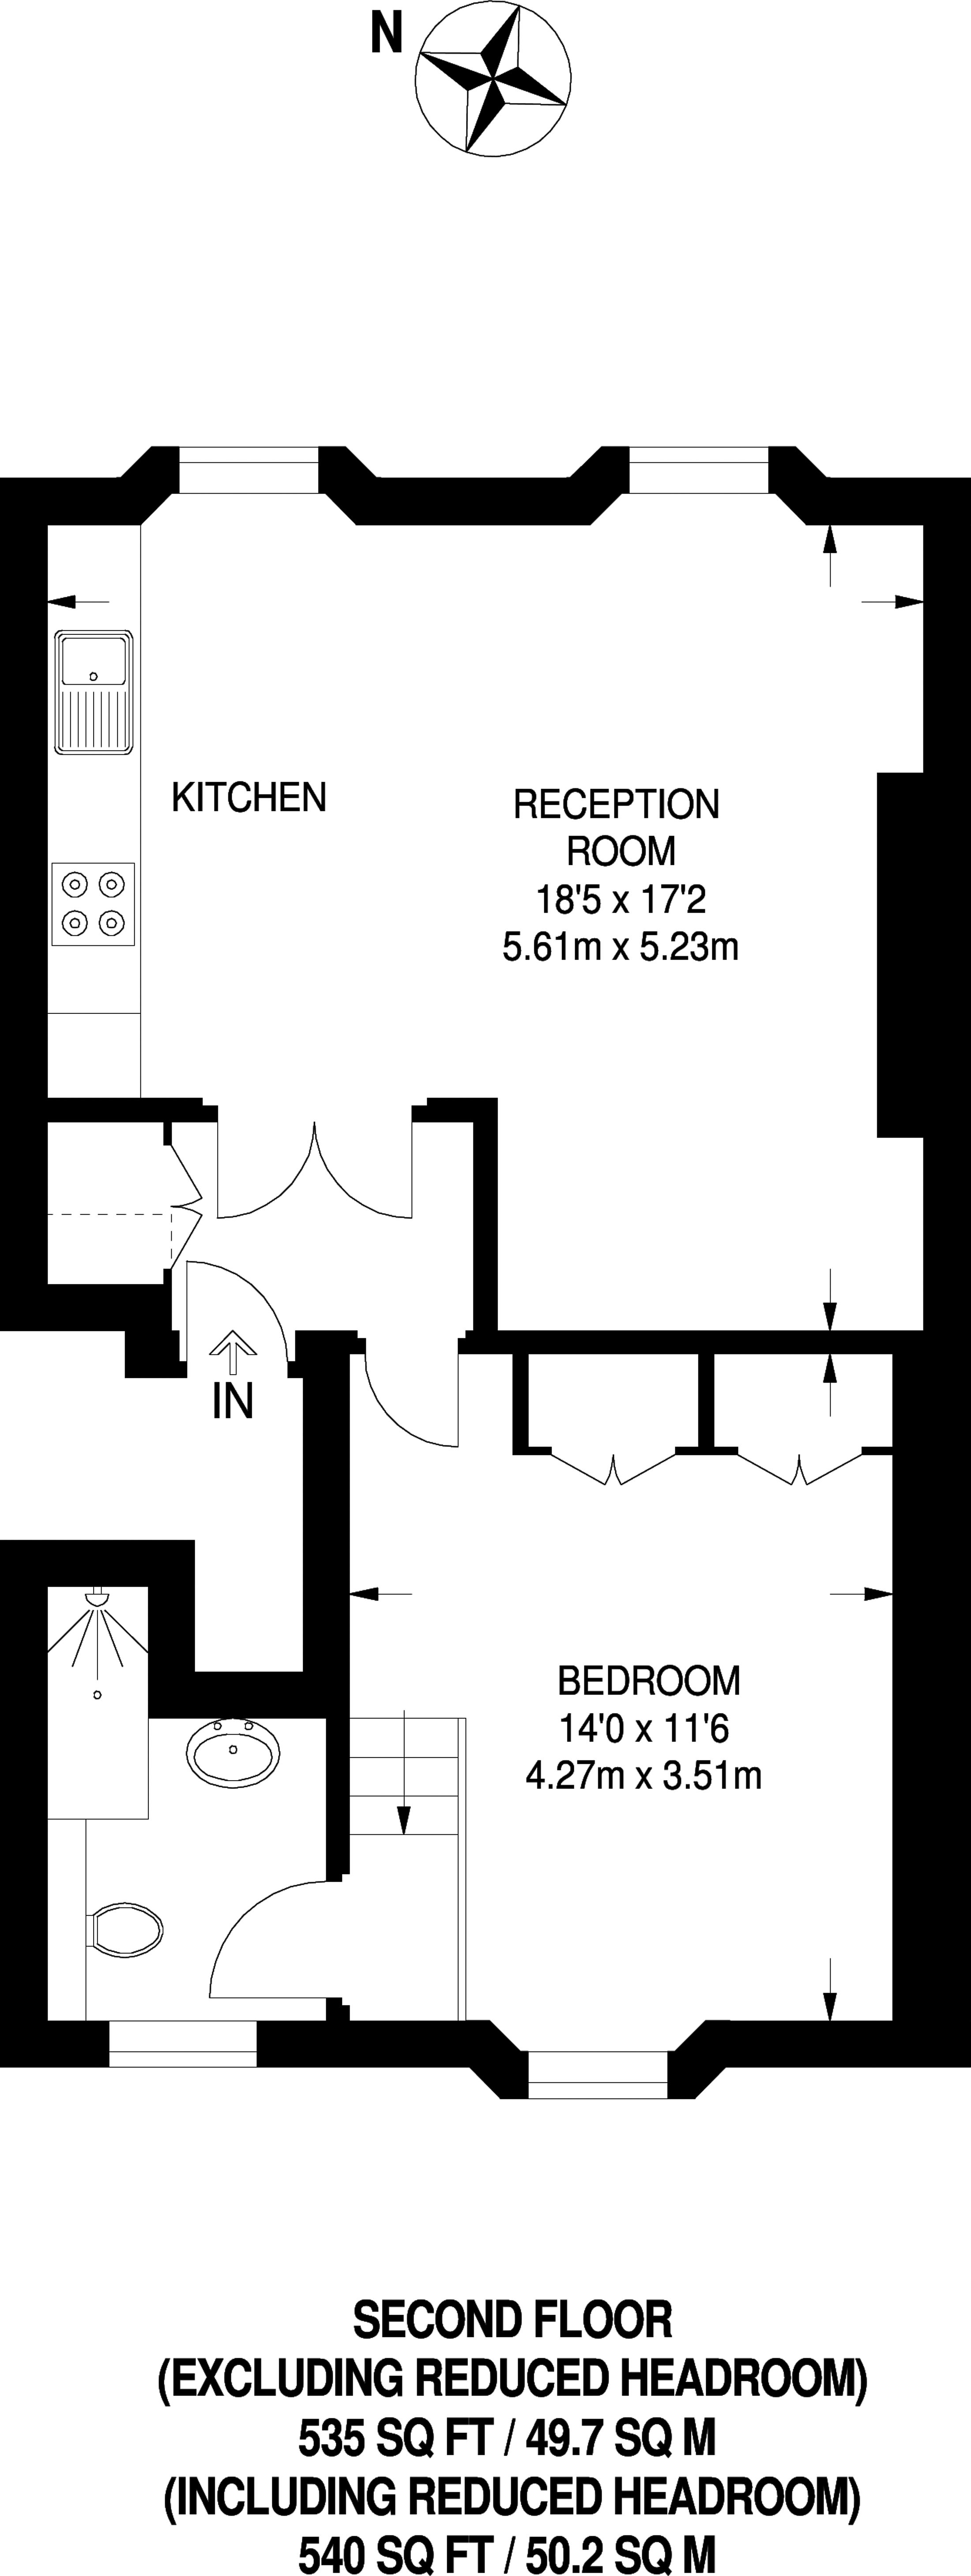 N
KITCHEN
RECEPTION
ROOM
18'5 x 17'2
5.61m x 5.23m
IN
BEDROOM
14'0 x 11'6
4.27m x 3.51m
SECOND FLOOR
(EXCLUDING REDUCED HEADROOM)
535 SQ FT / 49.7 SQ M
(INCLUDING REDUCED HEADROOM)
540 SQ FT / 50.2 SQ M